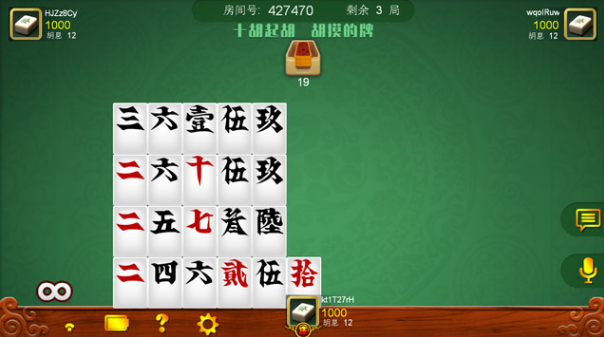 房间号: 427470 剩余 3 局
HJZz8Cy
1000
胡息 12
wqoIRuw
1000
胡息 12
十胡起胡 胡摸的牌
19
三 六 壹 伍 玖
二 六 十 伍 玖
二 五 七 陸
二 四 六 貳 伍 拾
kt1T27rH
1000
胡息 12